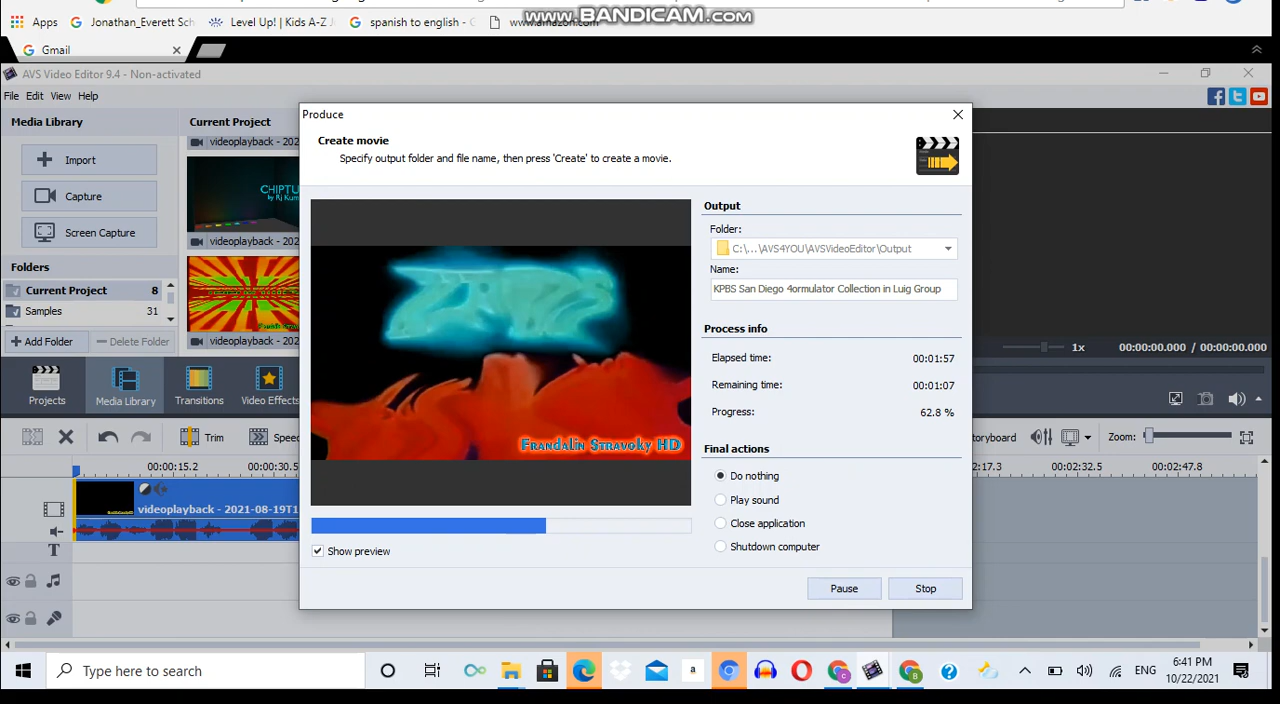 www.BANDICAM.com
Apps
Jonathan_Everett Sch
Level Up! | Kids A-Z
spanish to english -
www.amazon.com
Gmail
AVS Video Editor 9.4 - Non-activated
File Edit View Help
Media Library
Current Project
Import
Capture
Screen Capture
Folders
Current Project 8
Samples 31
Add Folder
Delete Folder
videoplayback - 202
CHIPTU
by Rj Kum
videoplayback - 202
videoplayback - 202
Produce
Create movie
Specify output folder and file name, then press 'Create' to create a movie.
Frandalin Stravoky HD
Show preview
Output
Folder:
C:\...\AVS4YOU\AVSVideoEditor\Output
Name:
KPBS San Diego 4ormulator Collection in Luig Group
Process info
Elapsed time: 00:01:57
Remaining time: 00:01:07
Progress: 62.8 %
Final actions
Do nothing
Play sound
Close application
Shutdown computer
Pause
Stop
1x
00:00:00.000 / 00:00:00.000
Projects
Media Library
Transitions
Video Effects
Trim
Speed
oryboard
Zoom:
00:00:15.2
00:00:30.5
2:17.3
00:02:32.5
00:02:47.8
videoplayback - 2021-08-19T1
T
Type here to search
a
ENG
6:41 PM
10/22/2021